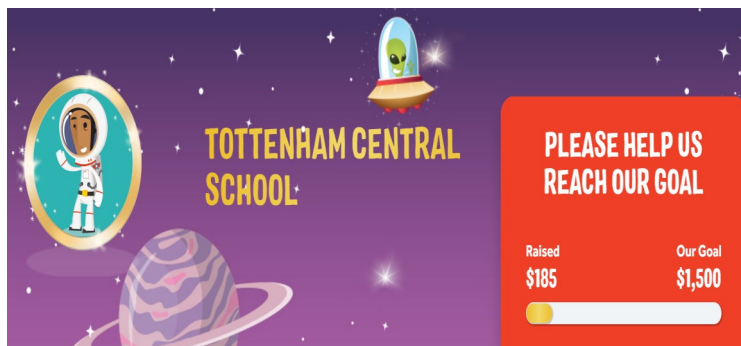 TOTTENHAM CENTRAL
SCHOOL
PLEASE HELP US
REACH OUR GOAL
Raised Our Goal
$185 $1,500